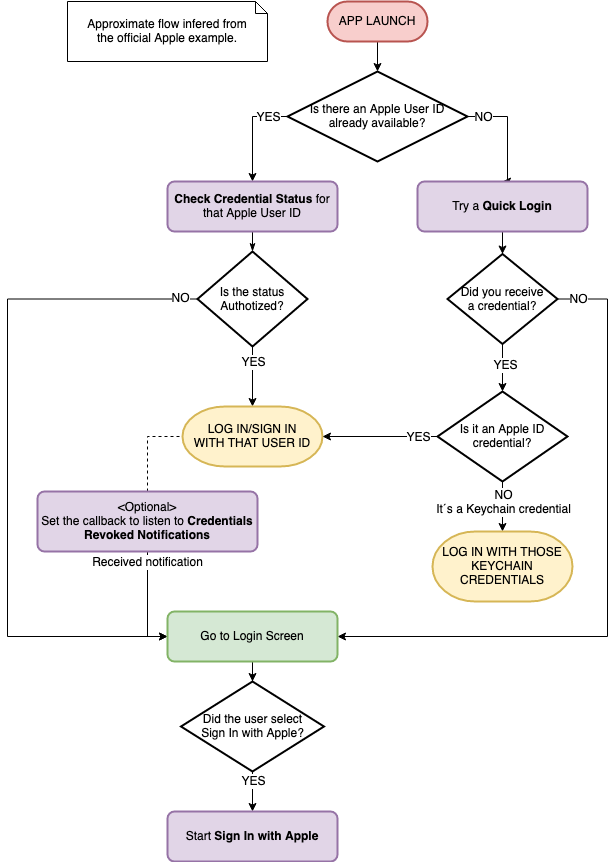 Approximate flow infered from
the official Apple example.
APP LAUNCH
Is there an Apple User ID
already available?
YES
NO
Check Credential Status for
that Apple User ID
Try a Quick Login
Is the status
Authotized?
NO
YES
Did you receive
a credential?
NO
YES
LOG IN/SIGN IN
WITH THAT USER ID
YES
Is it an Apple ID
credential?
NO
It´s a Keychain credential
<Optional>
Set the callback to listen to Credentials
Revoked Notifications
Received notification
LOG IN WITH THOSE
KEYCHAIN
CREDENTIALS
Go to Login Screen
Did the user select
Sign In with Apple?
YES
Start Sign In with Apple